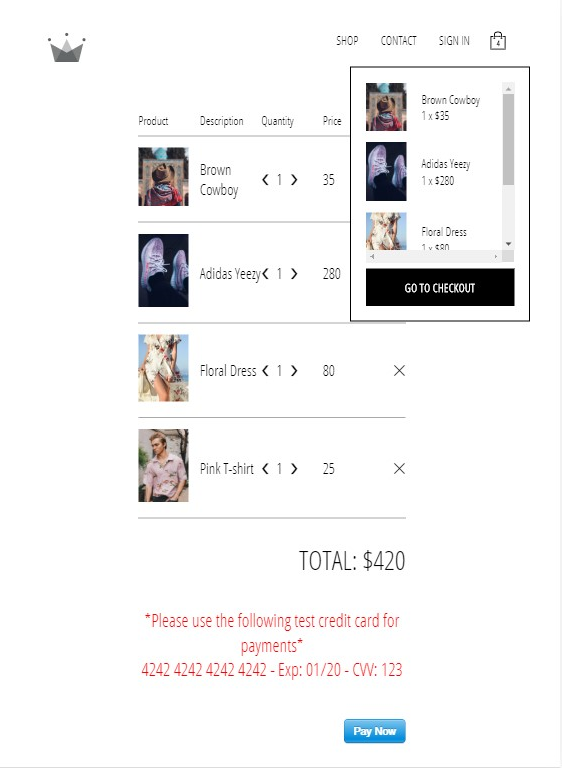 SHOP CONTACT SIGN IN 4
Product Description Quantity Price
Brown Cowboy
1 x $35
Adidas Yeezy
1 x $280
Floral Dress
1 x $80
GO TO CHECKOUT
Brown
Cowboy ❮ 1 ❯ 35
Adidas Yeezy ❮ 1 ❯ 280
Floral Dress ❮ 1 ❯ 80 ✕
Pink T-shirt ❮ 1 ❯ 25 ✕
TOTAL: $420
*Please use the following test credit card for
payments*
4242 4242 4242 4242 - Exp: 01/20 - CVV: 123
Pay Now